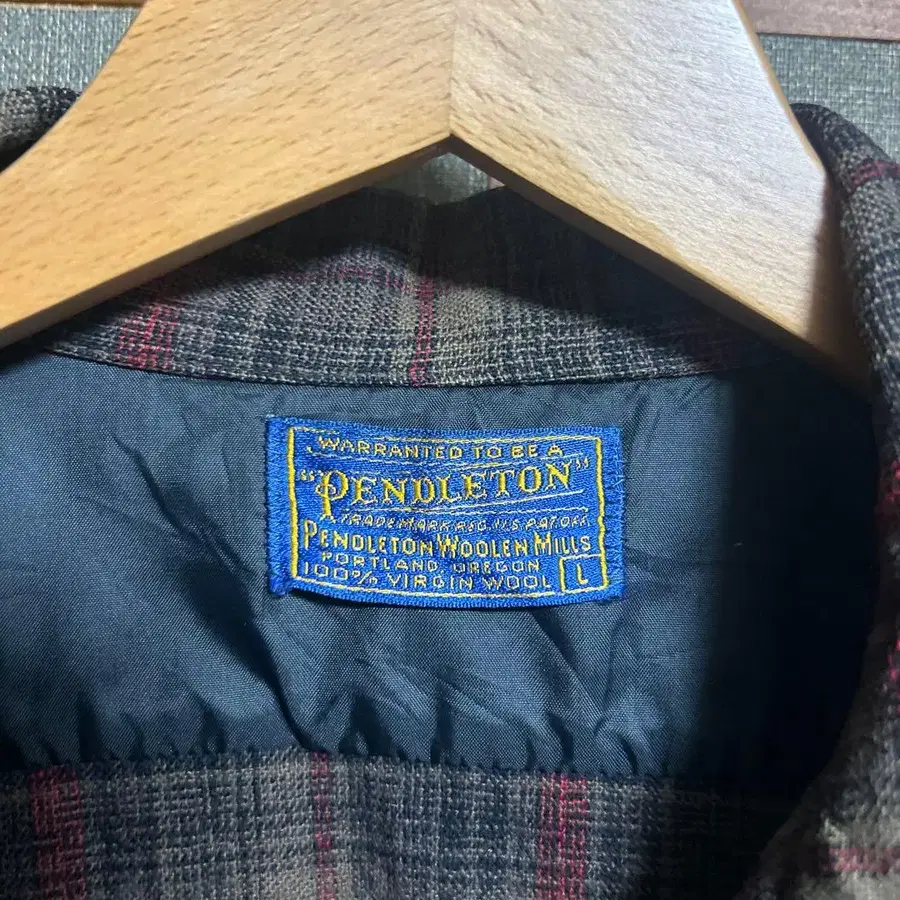 WARRANTED TO BE A
"PENDLETON"
TRADE MARK REG. U.S. PAT. OFF.
PENDLETON WOOLEN MILLS
PORTLAND, OREGON
100% VIRGIN WOOL L